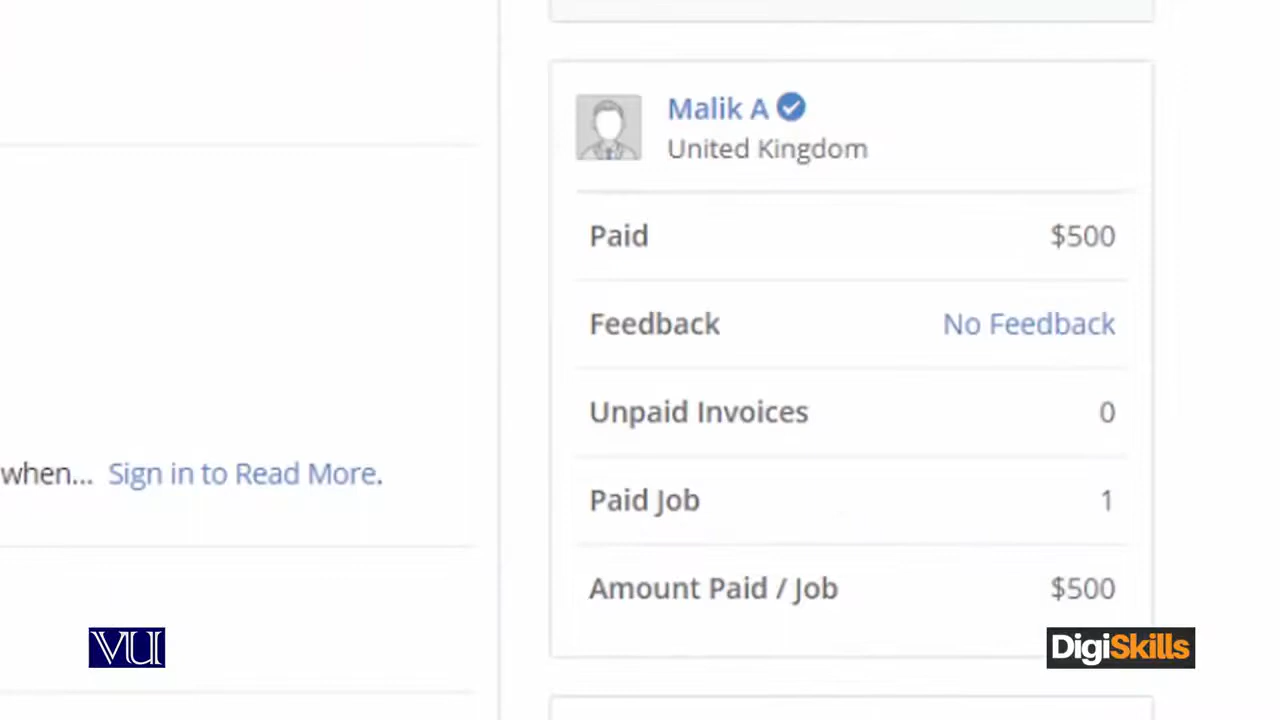 Malik A
United Kingdom
Paid $500
Feedback No Feedback
Unpaid Invoices 0
when... Sign in to Read More.
Paid Job 1
Amount Paid / Job $500
VU
DigiSkills